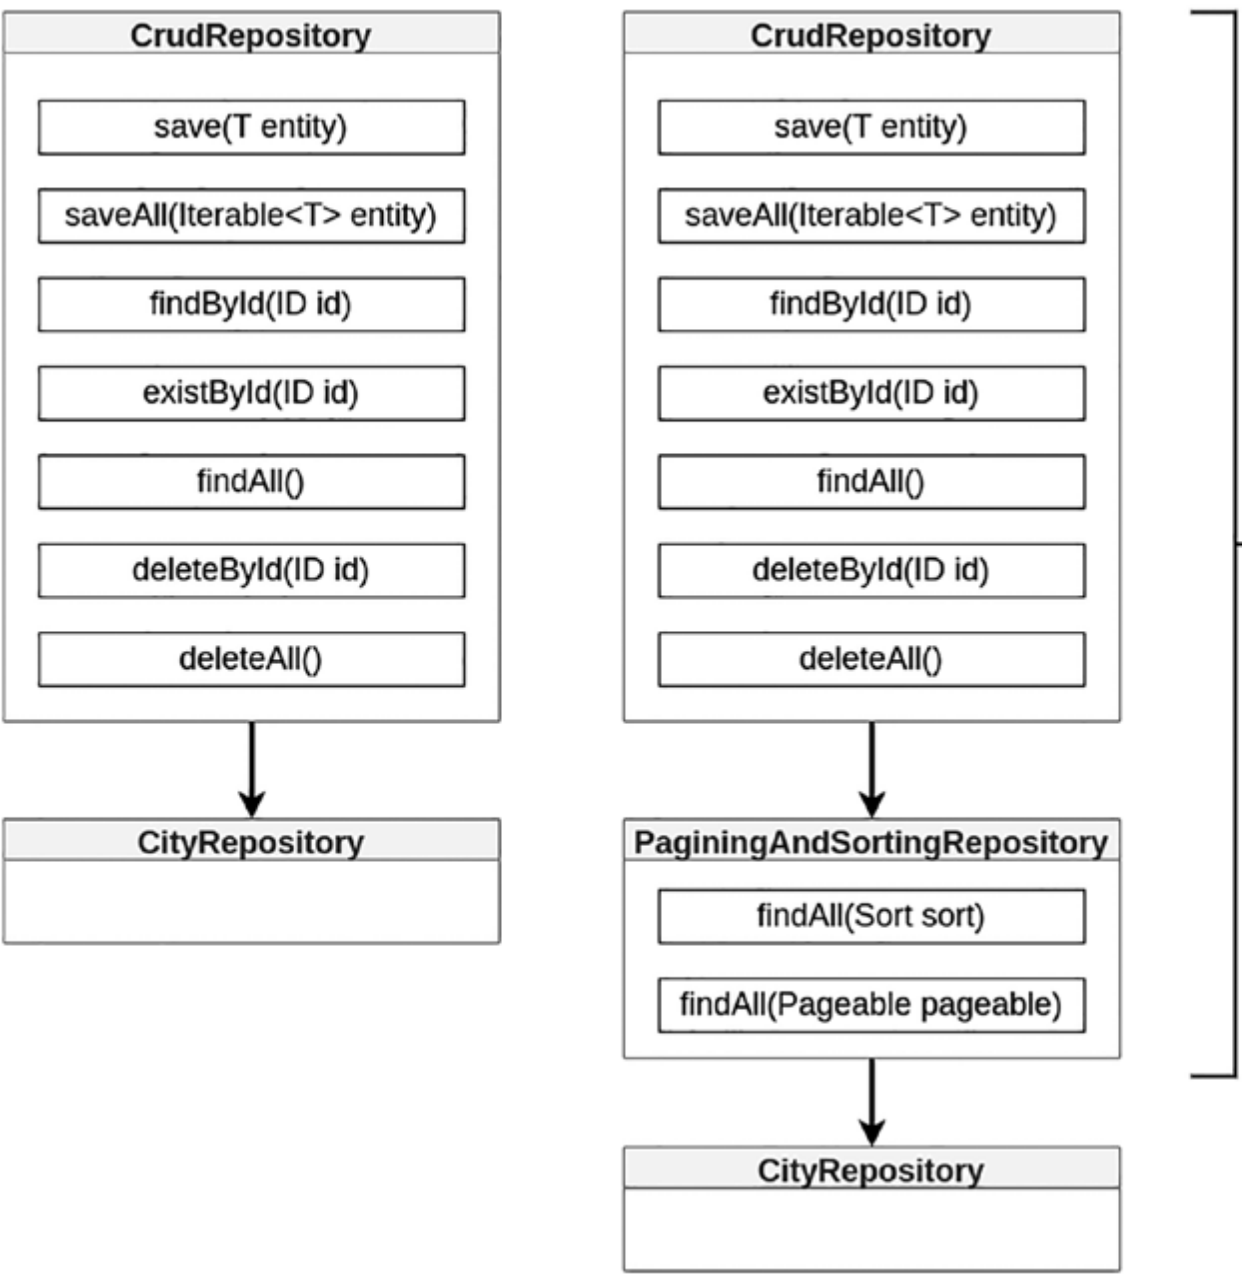 CrudRepository
save(T entity)
saveAll(Iterable<T> entity)
findById(ID id)
existById(ID id)
findAll()
deleteById(ID id)
deleteAll()
CityRepository
CrudRepository
save(T entity)
saveAll(Iterable<T> entity)
findById(ID id)
existById(ID id)
findAll()
deleteById(ID id)
deleteAll()
PaginingAndSortingRepository
findAll(Sort sort)
findAll(Pageable pageable)
CityRepository